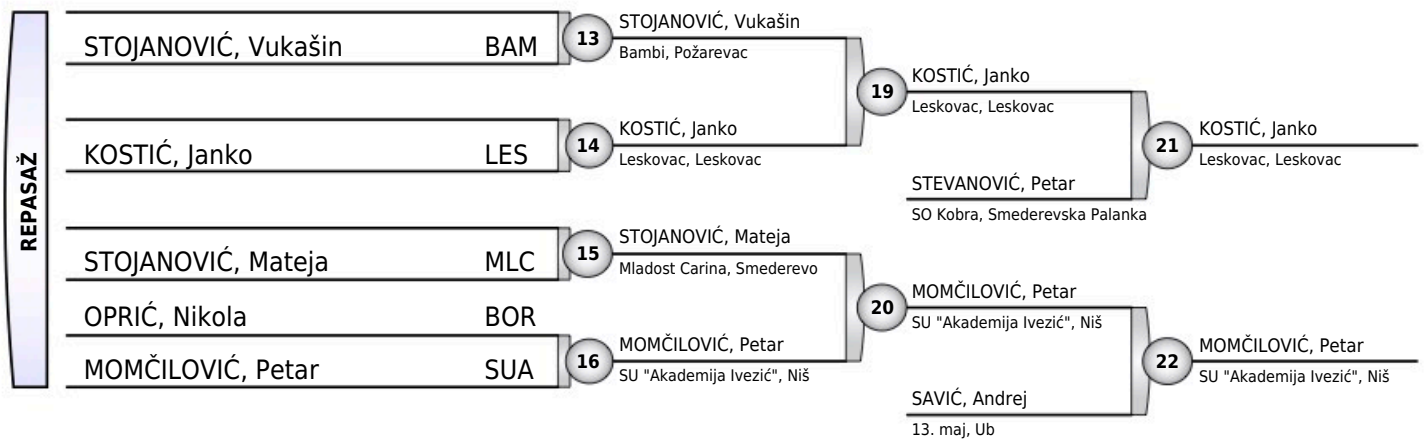 REPASAŽ
STOJANOVIĆ, Vukašin BAM
KOSTIĆ, Janko LES
STOJANOVIĆ, Mateja MLC
OPRIĆ, Nikola BOR
MOMČILOVIĆ, Petar SUA
13
STOJANOVIĆ, Vukašin
Bambi, Požarevac
14
KOSTIĆ, Janko
Leskovac, Leskovac
15
STOJANOVIĆ, Mateja
Mladost Carina, Smederevo
16
MOMČILOVIĆ, Petar
SU "Akademija Ivezić", Niš
19
KOSTIĆ, Janko
Leskovac, Leskovac
STEVANOVIĆ, Petar
SO Kobra, Smederevska Palanka
20
MOMČILOVIĆ, Petar
SU "Akademija Ivezić", Niš
SAVIĆ, Andrej
13. maj, Ub
21
KOSTIĆ, Janko
Leskovac, Leskovac
22
MOMČILOVIĆ, Petar
SU "Akademija Ivezić", Niš